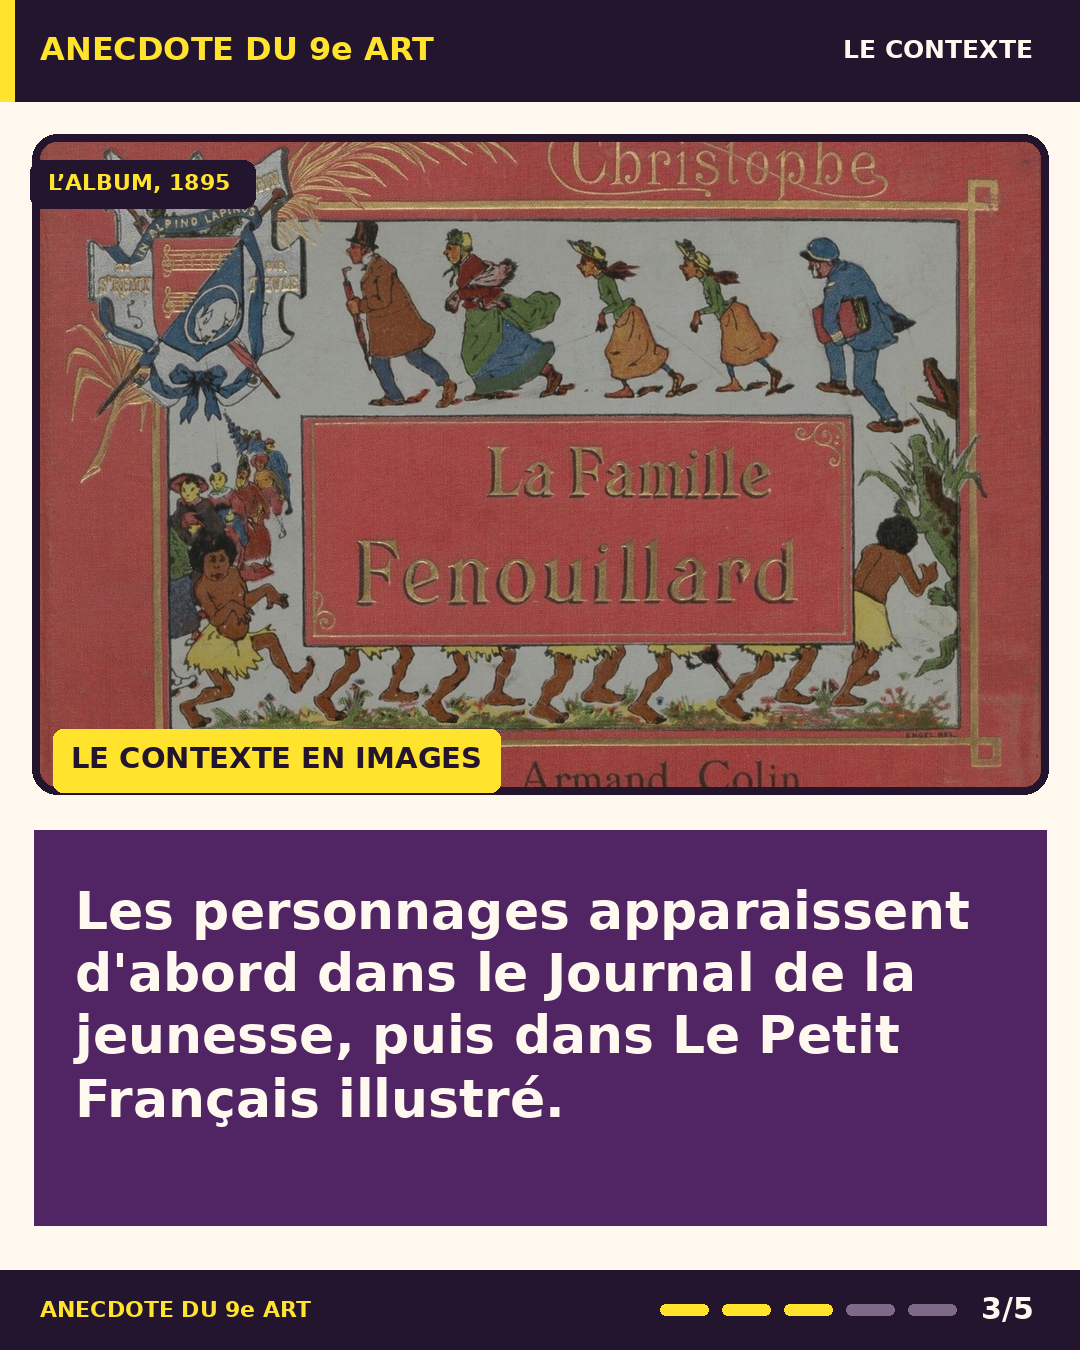 ANECDOTE DU 9e ART
LE CONTEXTE
L’ALBUM, 1895
Christophe
N ALPINO LAPINUS
La Famille
Fenouillard
Armand Colin
LE CONTEXTE EN IMAGES
Les personnages apparaissent
d'abord dans le Journal de la
jeunesse, puis dans Le Petit
Français illustré.
ANECDOTE DU 9e ART
3/5